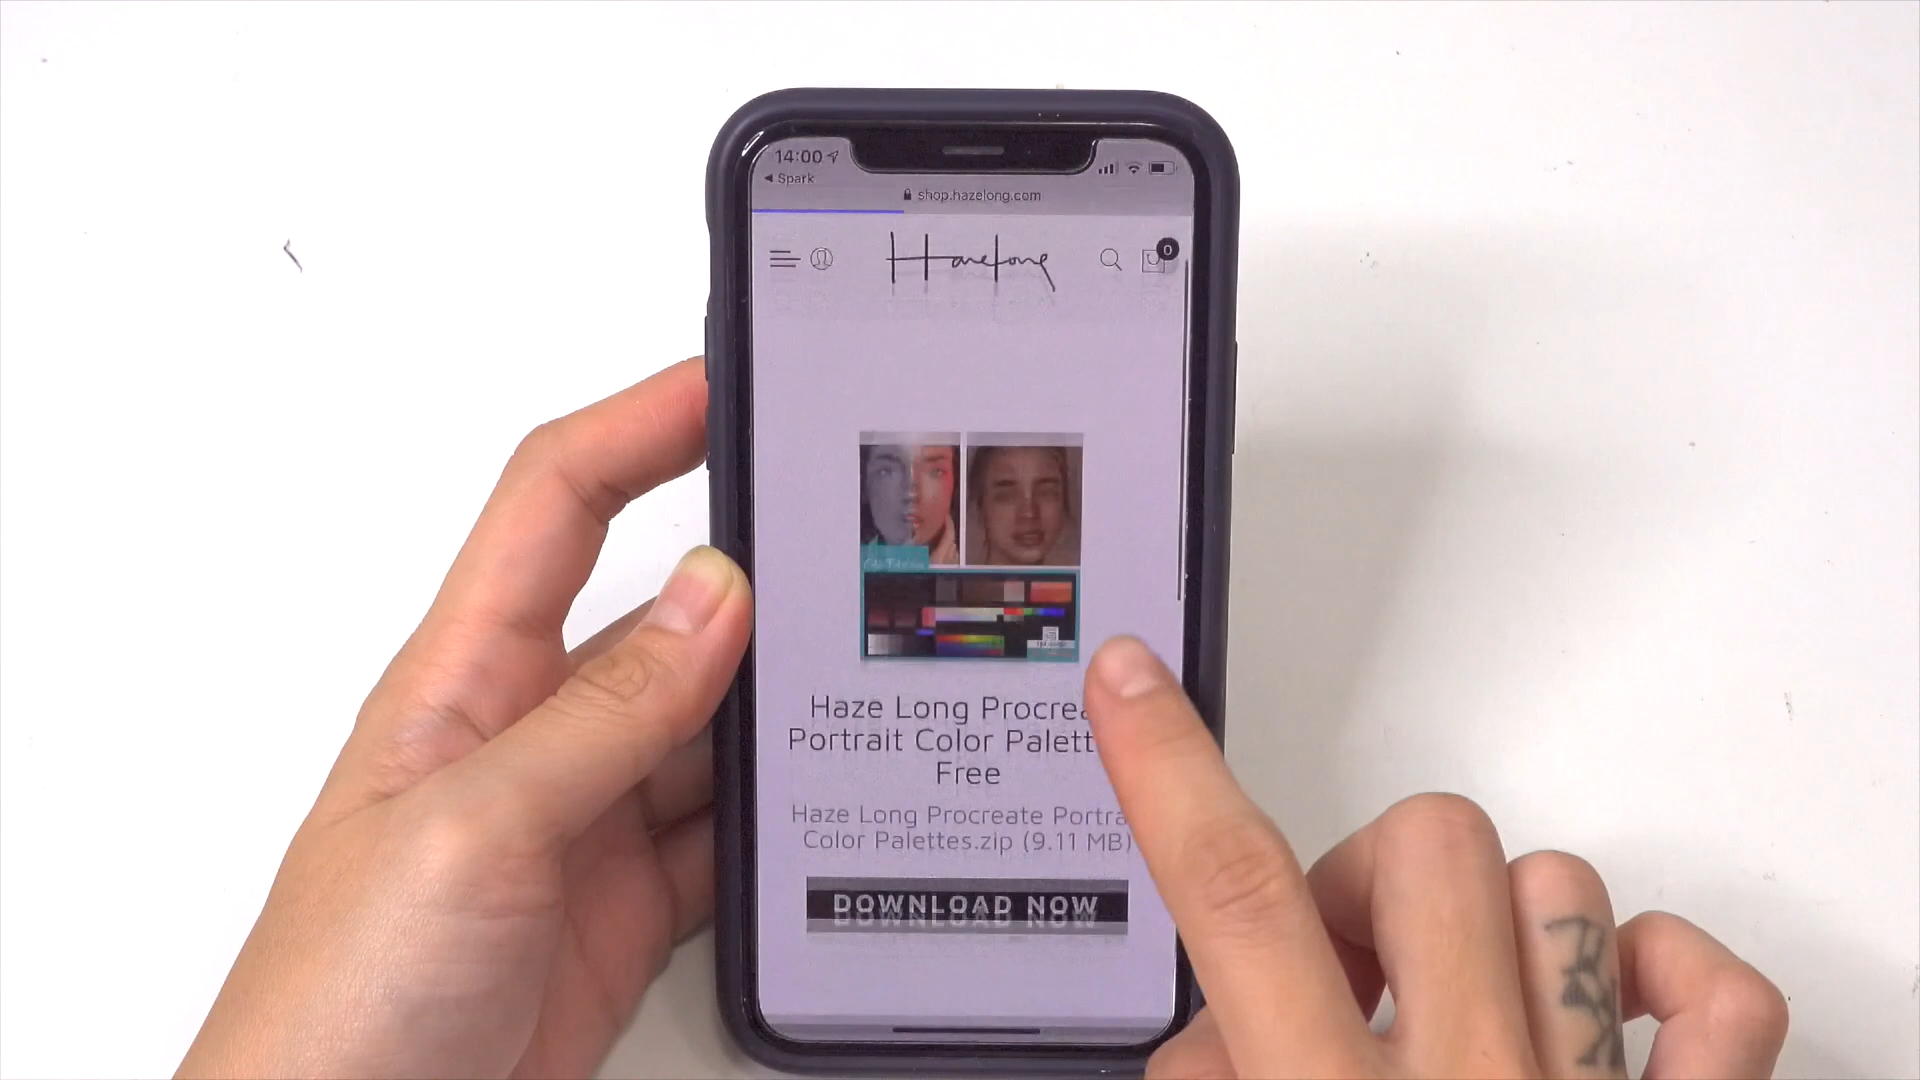 14:00
Spark
shop.hazelong.com
0
HazeLong
Haze Long Procrea
Portrait Color Palett
Free
Haze Long Procreate Portra
Color Palettes.zip (9.11 MB)
DOWNLOAD NOW